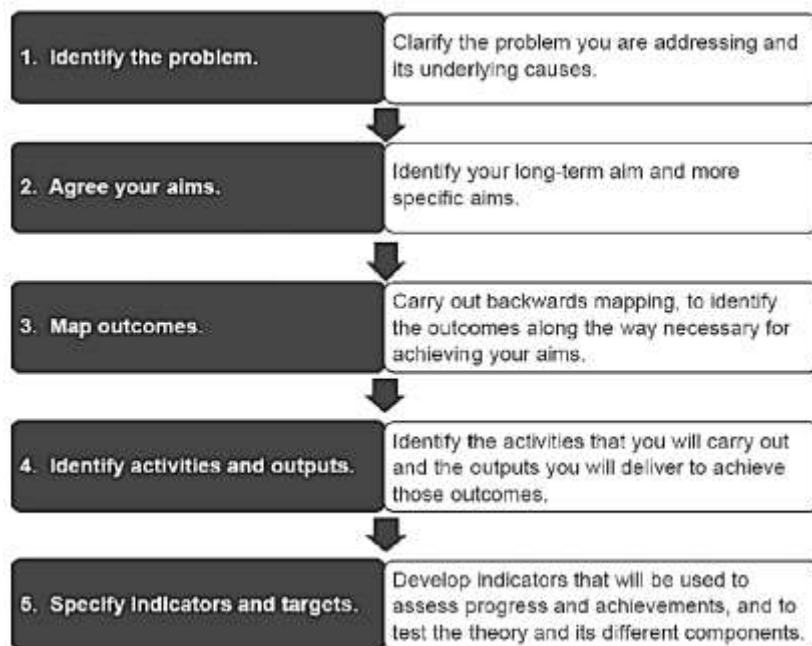 1. Identify the problem.
Clarify the problem you are addressing and
its underlying causes.
2. Agree your aims.
Identify your long-term aim and more
specific aims.
3. Map outcomes.
Carry out backwards mapping, to identify
the outcomes along the way necessary for
achieving your aims.
4. Identify activities and outputs.
Identify the activities that you will carry out
and the outputs you will deliver to achieve
those outcomes.
5. Specify indicators and targets.
Develop indicators that will be used to
assess progress and achievements, and to
test the theory and its different components.